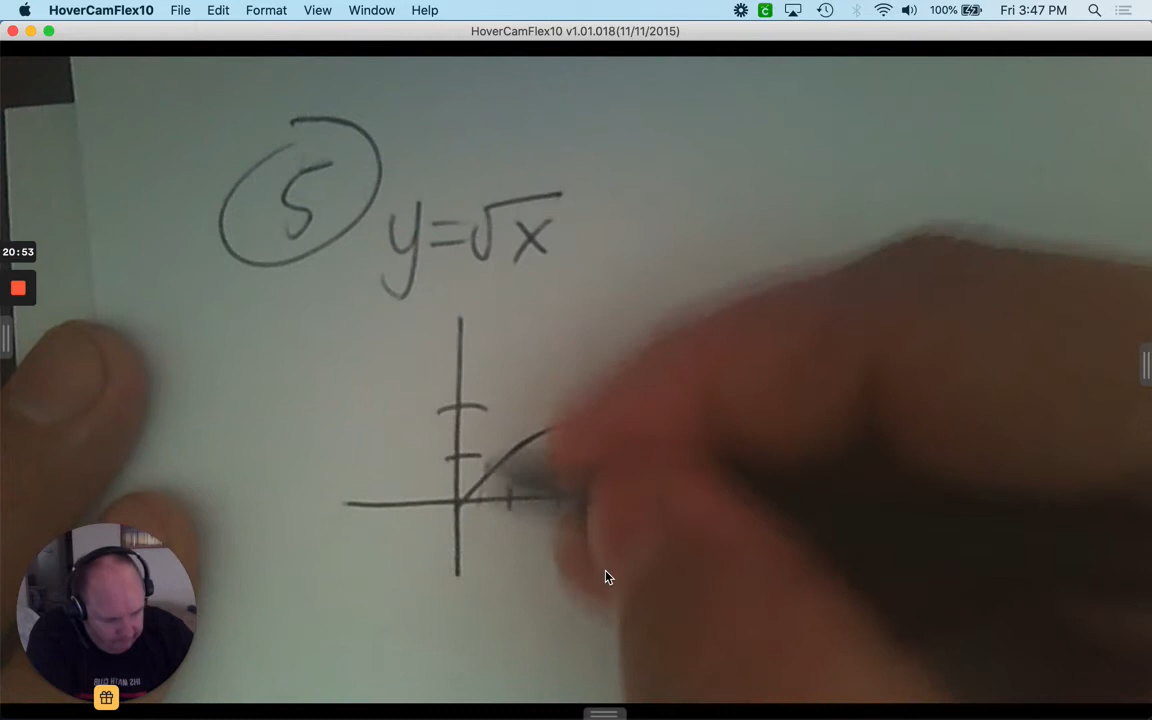 HoverCamFlex10 File Edit Format View Window Help 100% Fri 3:47 PM
HoverCamFlex10 v1.01.018(11/11/2015)
5
y=√x
20:53